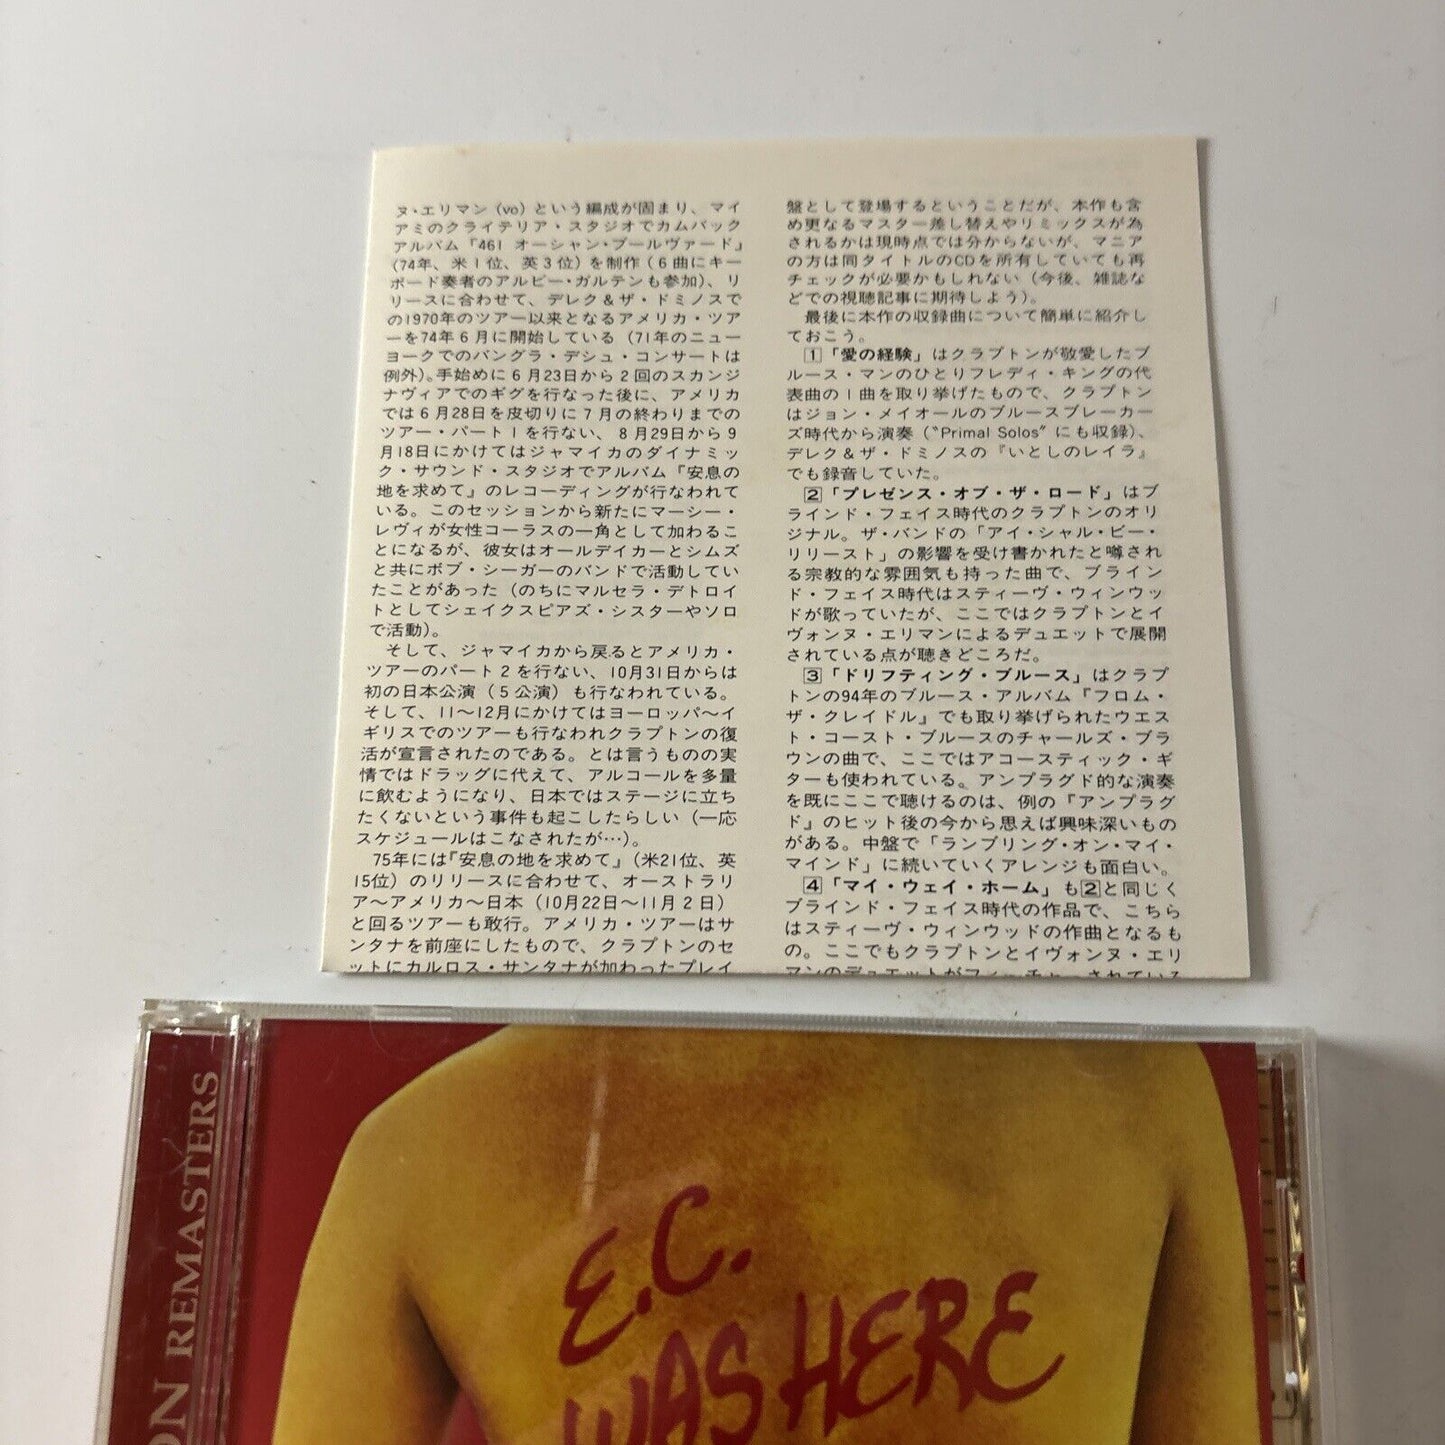 ヌ・エリマン（vo）という編成が固まり、マイ
アミのクライテリア・スタジオでカムバック
アルバム『461 オーシャン・ブールヴァード』
（74年、米１位、英３位）を制作（６曲にキー
ボード奏者のアルビー・ガルテンも参加）、リ
リースに合わせて、デレク＆ザ・ドミノスで
の1970年のツアー以来となるアメリカ・ツア
ーを74年６月に開始している（71年のニュー
ヨークでのバングラ・デシュ・コンサートは
例外）。手始めに６月23日から２回のスカンジ
ナヴィアでのギグを行なった後に、アメリカ
では６月28日を皮切りに７月の終わりまでの
ツアー・パート１を行ない、８月29日から９
月18日にかけてはジャマイカのダイナミッ
ク・サウンド・スタジオでアルバム『安息の
地を求めて』のレコーディングが行なわれて
いる。このセッションから新たにマーシー・
レヴィが女性コーラスの一角として加わるこ
とになるが、彼女はオールデイカーとシムズ
と共にボブ・シーガーのバンドで活動してい
たことがあった（のちにマルセラ・デトロイ
トとしてシェイクスピアズ・シスターやソロ
で活動）。
そして、ジャマイカから戻るとアメリカ・
ツアーのパート２を行ない、10月31日からは
初の日本公演（５公演）も行なわれている。
そして、11〜12月にかけてはヨーロッパ〜イ
ギリスでのツアーも行なわれクラプトンの復
活が宣言されたのである。とは言うものの実
情ではドラッグに代えて、アルコールを多量
に飲むようになり、日本ではステージに立ち
たくないという事件も起こしたらしい（一応
スケジュールはこなされたが…）。
75年には『安息の地を求めて』（米21位、英
15位）のリリースに合わせて、オーストラリ
ア〜アメリカ〜日本（10月22日〜11月２日）
と回るツアーも敢行。アメリカ・ツアーはサ
ンタナを前座にしたもので、クラプトンのセ
ットにカルロス・サンタナが加わったプレイ
盤として登場するということだが、本作も含
め更なるマスター差し替えやリミックスが為
されるかは現時点では分からないが、マニア
の方は同タイトルのCDを所有していても再
チェックが必要かもしれない（今後、雑誌な
どでの視聴記事に期待しよう）。
最後に本作の収録曲について簡単に紹介し
ておこう。
1「愛の経験」はクラプトンが敬愛したブ
ルース・マンのひとりフレディ・キングの代
表曲の１曲を取り挙げたもので、クラプトン
はジョン・メイオールのブルースブレーカー
ズ時代から演奏（〝Primal Solos〟にも収録）、
デレク＆ザ・ドミノスの『いとしのレイラ』
でも録音していた。
2「プレゼンス・オブ・ザ・ロード」はブ
ラインド・フェイス時代のクラプトンのオリ
ジナル。ザ・バンドの「アイ・シャル・ビー・
リリースト」の影響を受け書かれたと噂され
る宗教的な雰囲気も持った曲で、ブライン
ド・フェイス時代はスティーヴ・ウィンウッ
ドが歌っていたが、ここではクラプトンとイ
ヴォンヌ・エリマンによるデュエットで展開
されている点が聴きどころだ。
3「ドリフティング・ブルース」はクラプ
トンの94年のブルース・アルバム『フロム・
ザ・クレイドル』でも取り挙げられたウエス
ト・コースト・ブルースのチャールズ・ブラ
ウンの曲で、ここではアコースティック・ギ
ターも使われている。アンプラグド的な演奏
を既にここで聴けるのは、例の『アンプラグ
ド』のヒット後の今から思えば興味深いもの
がある。中盤で「ランブリング・オン・マイ・
マインド」に続いていくアレンジも面白い。
4「マイ・ウェイ・ホーム」も2と同じく
ブラインド・フェイス時代の作品で、こちら
はスティーヴ・ウィンウッドの作曲となるも
の。ここでもクラプトンとイヴォンヌ・エリ
マンのデュエットがフィーチャーされている
ON REMASTERS
E.C.
WAS HERE